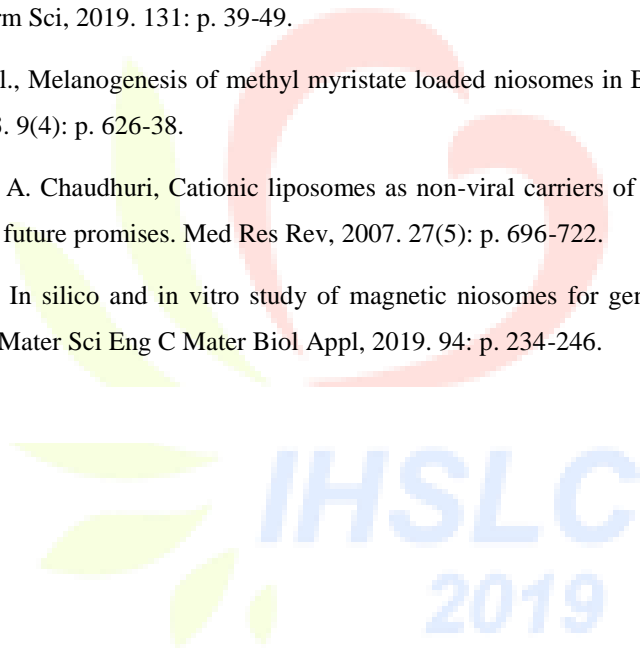 rm Sci, 2019. 131: p. 39-49.
l., Melanogenesis of methyl myristate loaded niosomes in
. 9(4): p. 626-38.
A. Chaudhuri, Cationic liposomes as non-viral carriers of
future promises. Med Res Rev, 2007. 27(5): p. 696-722.
In silico and in vitro study of magnetic niosomes for ger
Mater Sci Eng C Mater Biol Appl, 2019. 94: p. 234-246.
IHSLC
2019